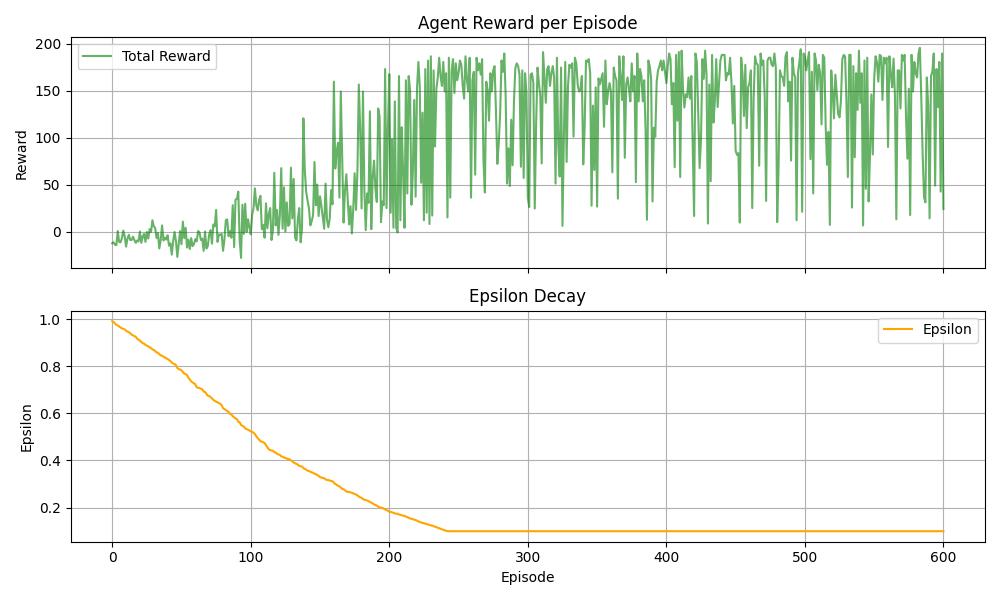 Agent Reward per Episode
Total Reward
Reward
200
150
100
50
0
Epsilon Decay
Epsilon
Epsilon
1.0
0.8
0.6
0.4
0.2
0 100 200 300 400 500 600
Episode